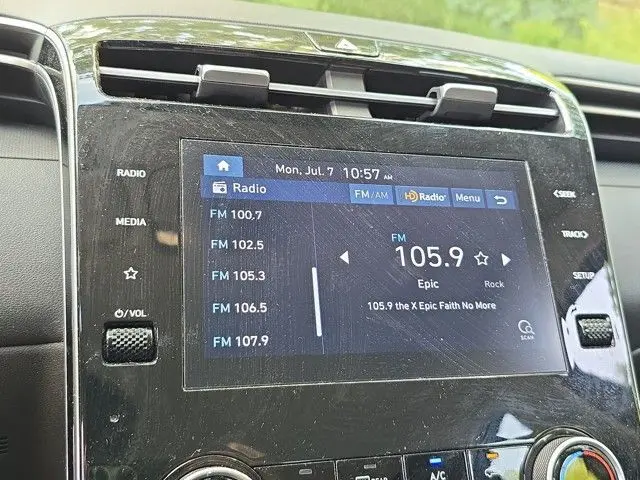 Mon, Jul. 7 10:57 AM
Radio FM/AM HD Radio Menu
RADIO
MEDIA
⏻/VOL
<SEEK
TRACK>
SETUP
FM 100.7
FM 102.5
FM 105.3
FM 106.5
FM 107.9
FM
105.9
Epic Rock
105.9 the X Epic Faith No More
SCAN
REAR
A/C